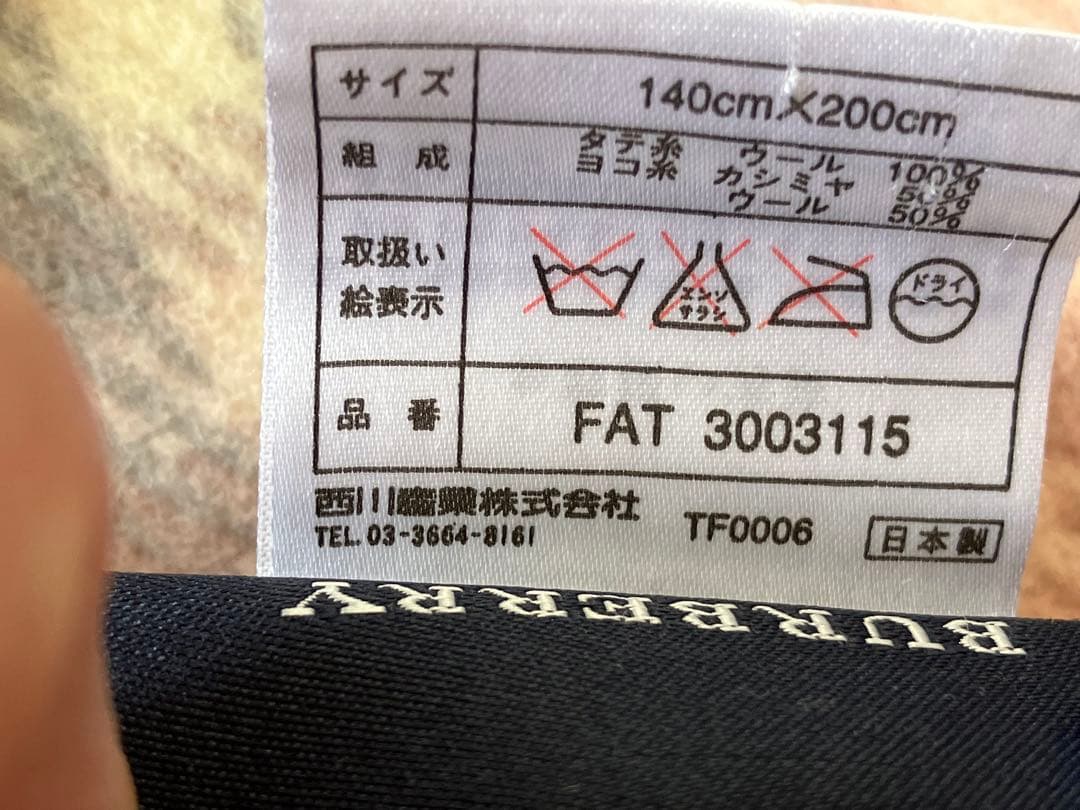 サイズ 140cm×200cm
組成 タテ糸 ウール 100%
ヨコ糸 カシミヤ 50%
ウール 50%
取扱い
絵表示
エンソ
サラシ
ドライ
品番 FAT 3003115
西川産業株式会社 TF0006 日本製
TEL. 03-3664-8161
BURBERRY